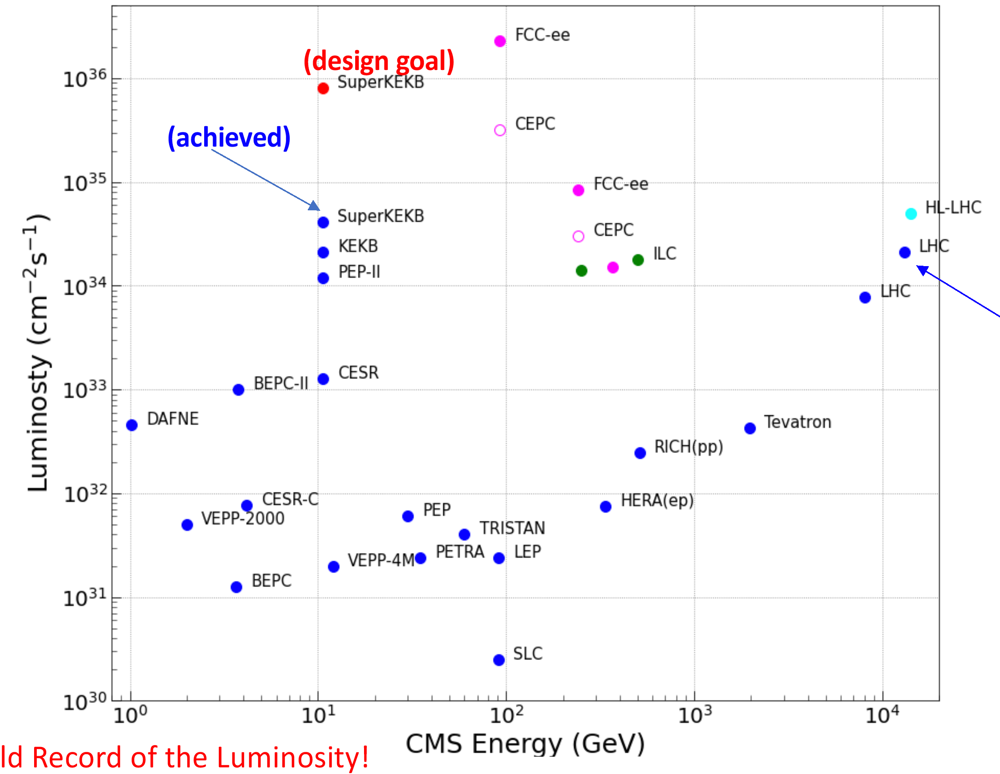 FCC-ee
(design goal)
10^36
SuperKEKB
CEPC
(achieved)
10^35
FCC-ee
HL-LHC
SuperKEKB
CEPC
KEKB
LHC
ILC
PEP-II
10^34
LHC
Luminosty (cm^−2s^−1)
CESR
BEPC-II
10^33
DAFNE
Tevatron
RICH(pp)
10^32
CESR-C
HERA(ep)
PEP
VEPP-2000
TRISTAN
PETRA
LEP
VEPP-4M
BEPC
10^31
SLC
10^30
10^0 10^1 10^2 10^3 10^4
CMS Energy (GeV)
ld Record of the Luminosity!